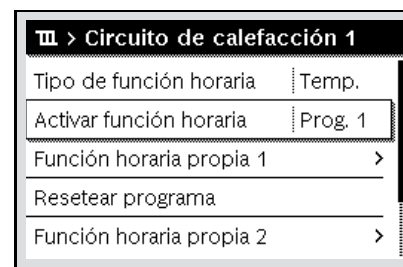 > Circuito de calefacción 1
Tipo de función horaria Temp.
Activar función horaria Prog. 1
Función horaria propia 1 >
Resetear programa
Función horaria propia 2 >